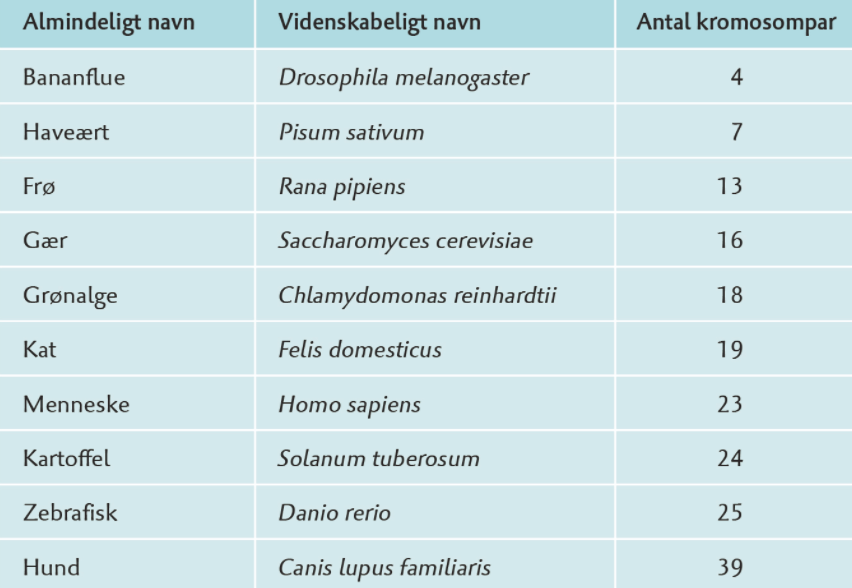 Almindeligt navn Videnskabeligt navn Antal kromosompar
Bananflue Drosophila melanogaster 4
Haveært Pisum sativum 7
Frø Rana pipiens 13
Gær Saccharomyces cerevisiae 16
Grønalge Chlamydomonas reinhardtii 18
Kat Felis domesticus 19
Menneske Homo sapiens 23
Kartoffel Solanum tuberosum 24
Zebrafisk Danio rerio 25
Hund Canis lupus familiaris 39